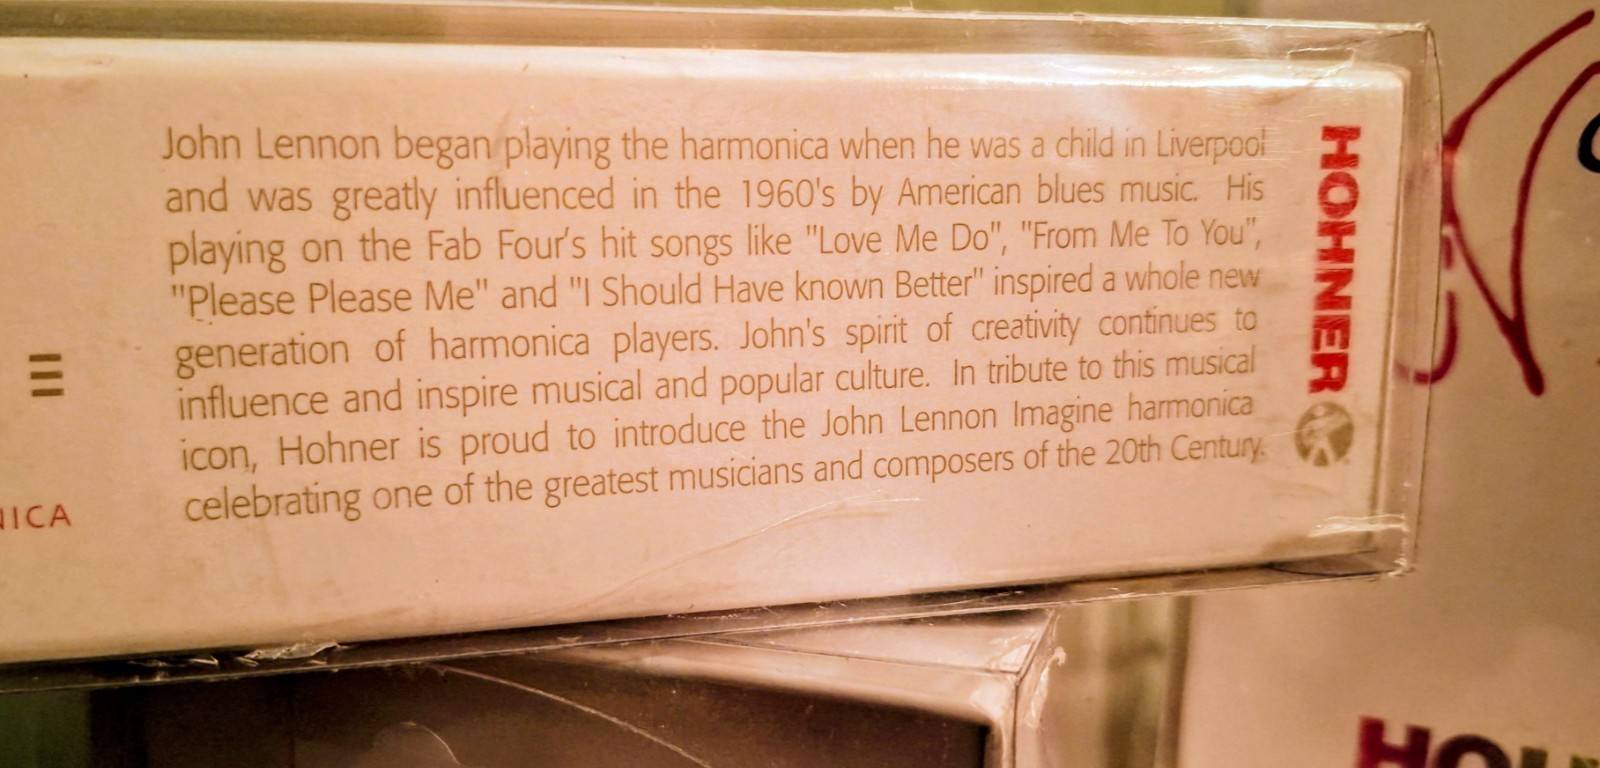 John Lennon began playing the harmonica when he was a child in Liverpool
and was greatly influenced in the 1960's by American blues music. His
playing on the Fab Four's hit songs like "Love Me Do", "From Me To You",
"Please Please Me" and "I Should Have known Better" inspired a whole new
generation of harmonica players. John's spirit of creativity continues to
influence and inspire musical and popular culture. In tribute to this musical
icon, Hohner is proud to introduce the John Lennon Imagine harmonica
celebrating one of the greatest musicians and composers of the 20th Century.
HOHNER
NICA